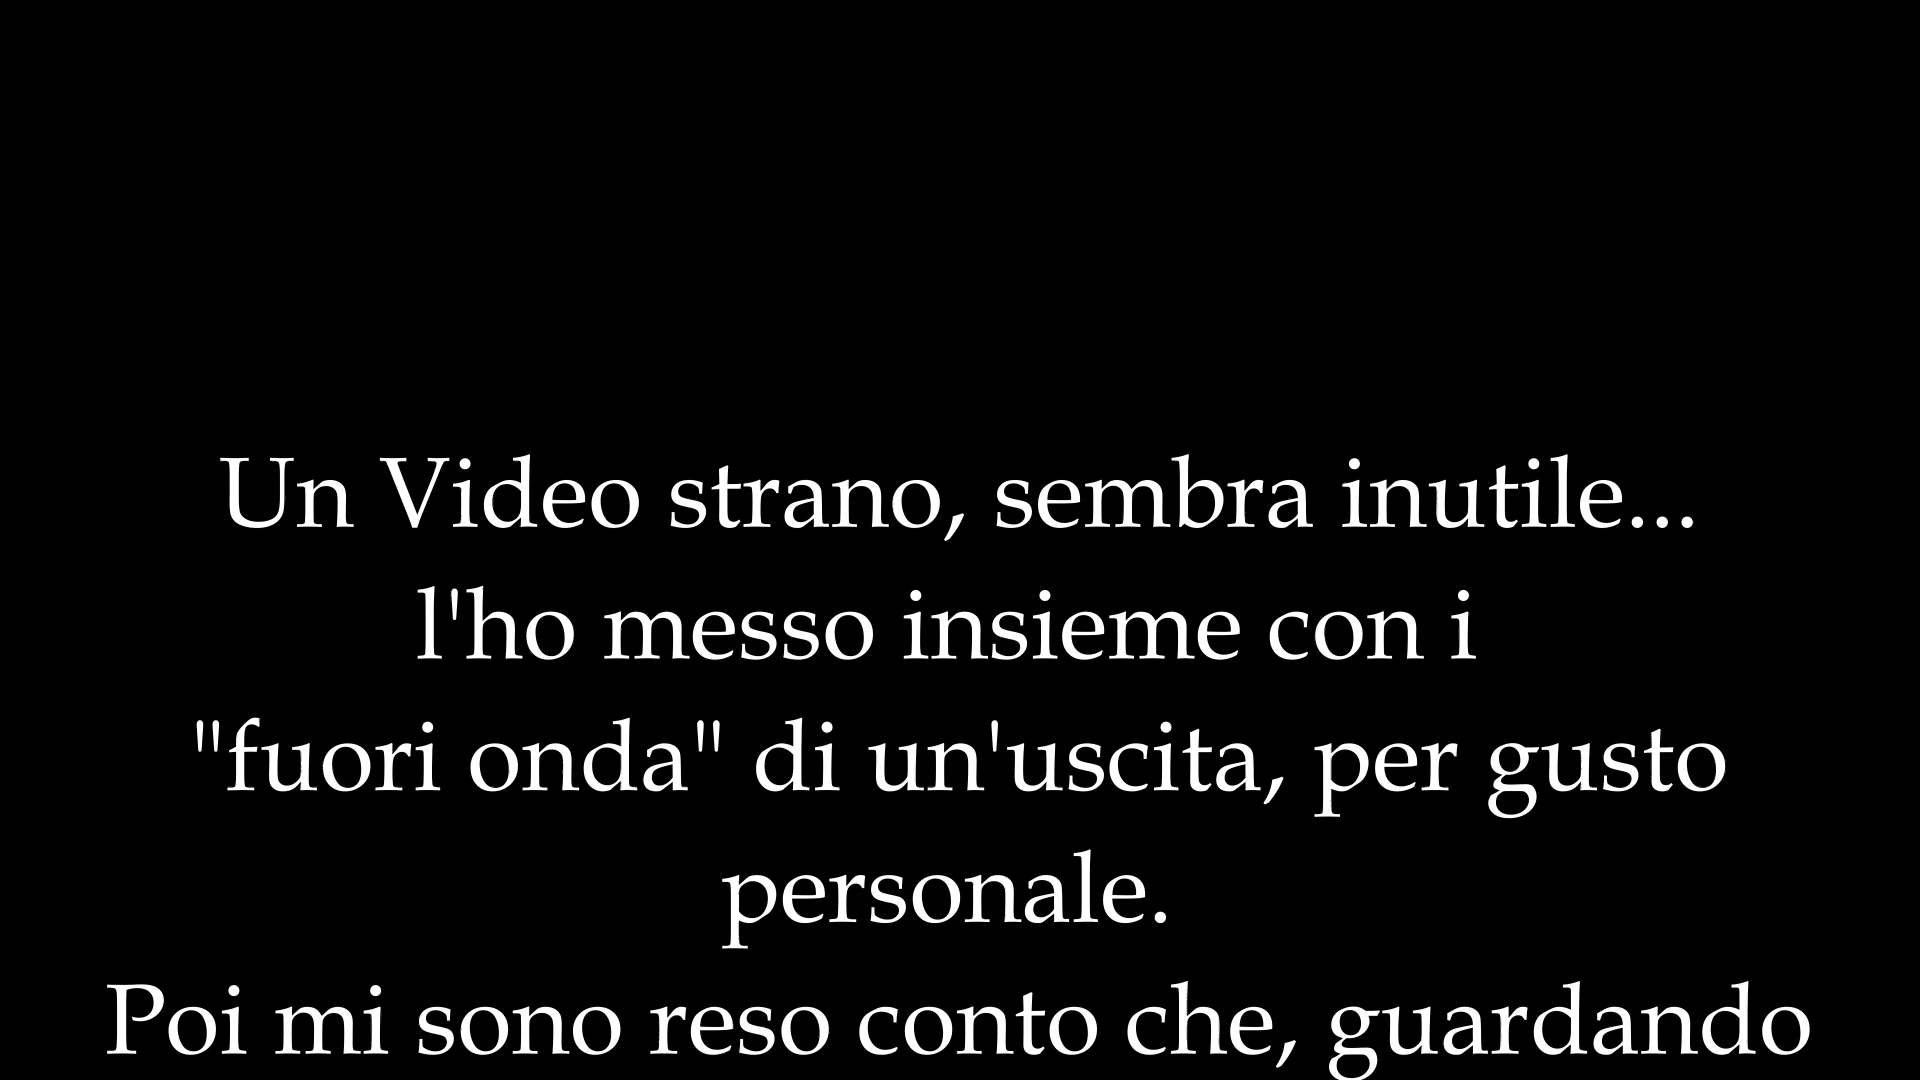 Un Video strano, sembra inutile...
l'ho messo insieme con i
"fuori onda" di un'uscita, per gusto
personale.
Poi mi sono reso conto che, guardando